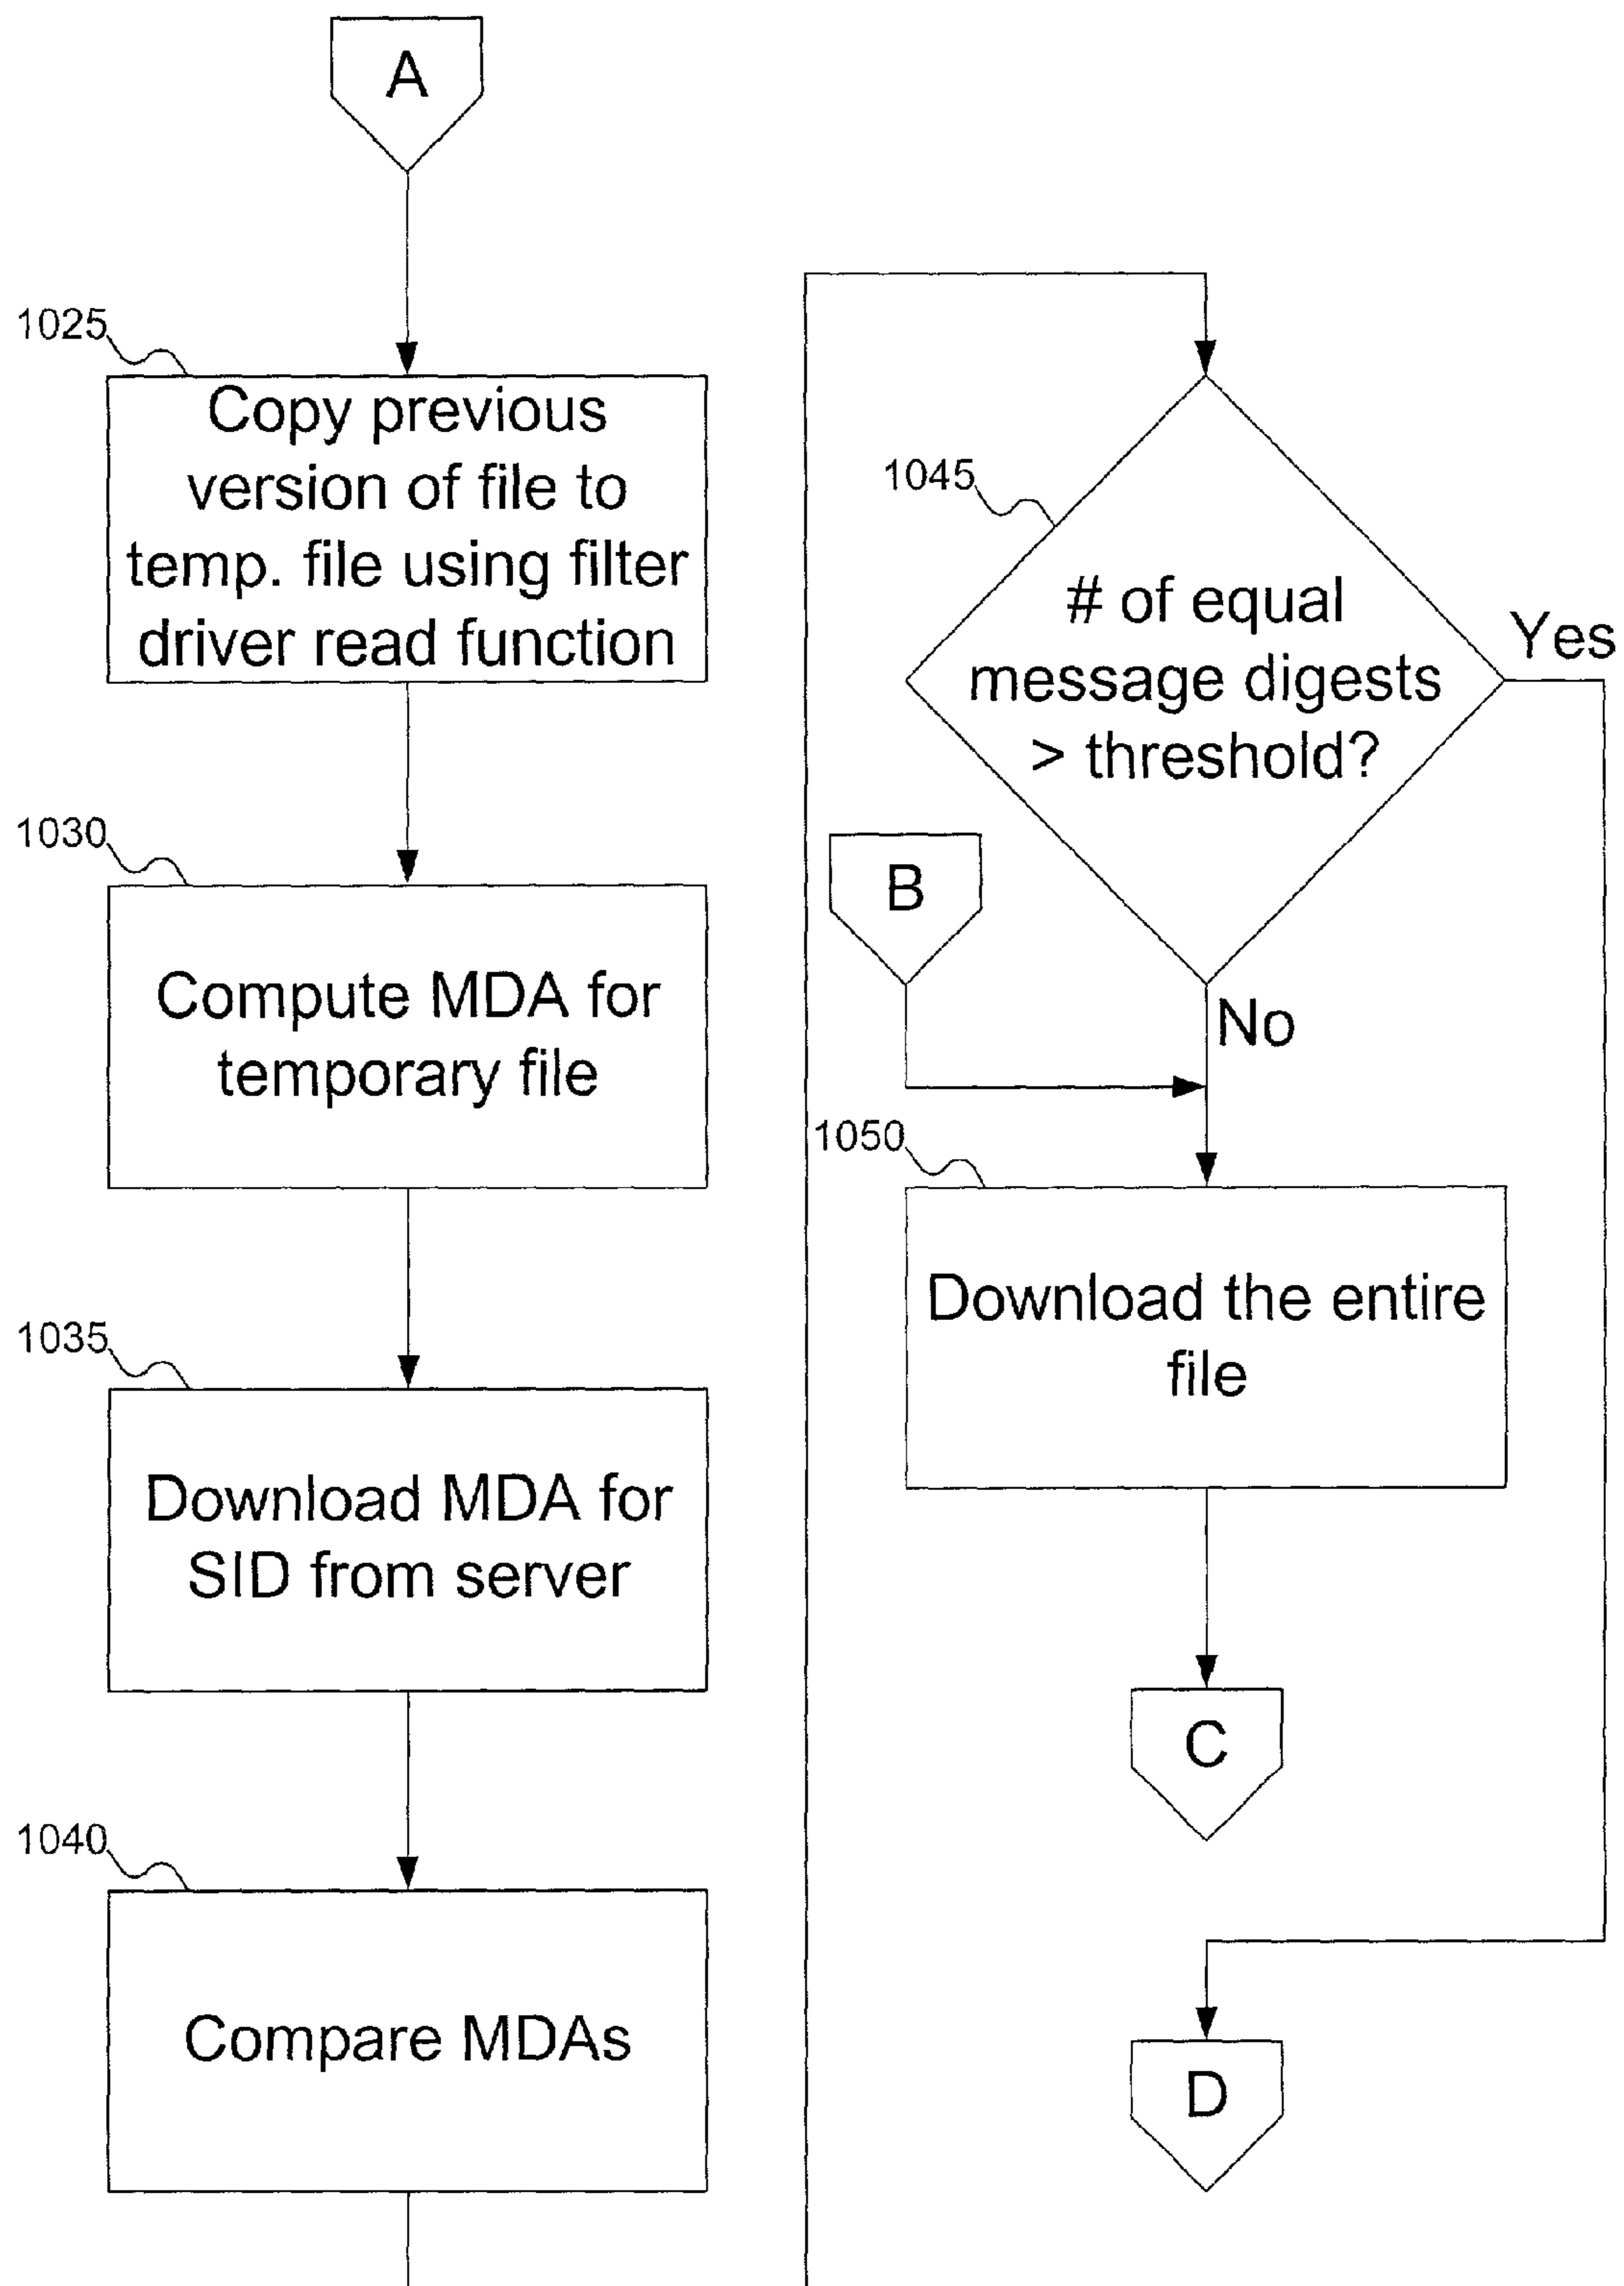 A
1025
Copy previous
version of file to
temp. file using filter
driver read function
1030
Compute MDA for
temporary file
1035
Download MDA for
SID from server
1040
Compare MDAs
1045
# of equal
message digests
> threshold?
Yes
B
No
1050
Download the entire
file
C
D